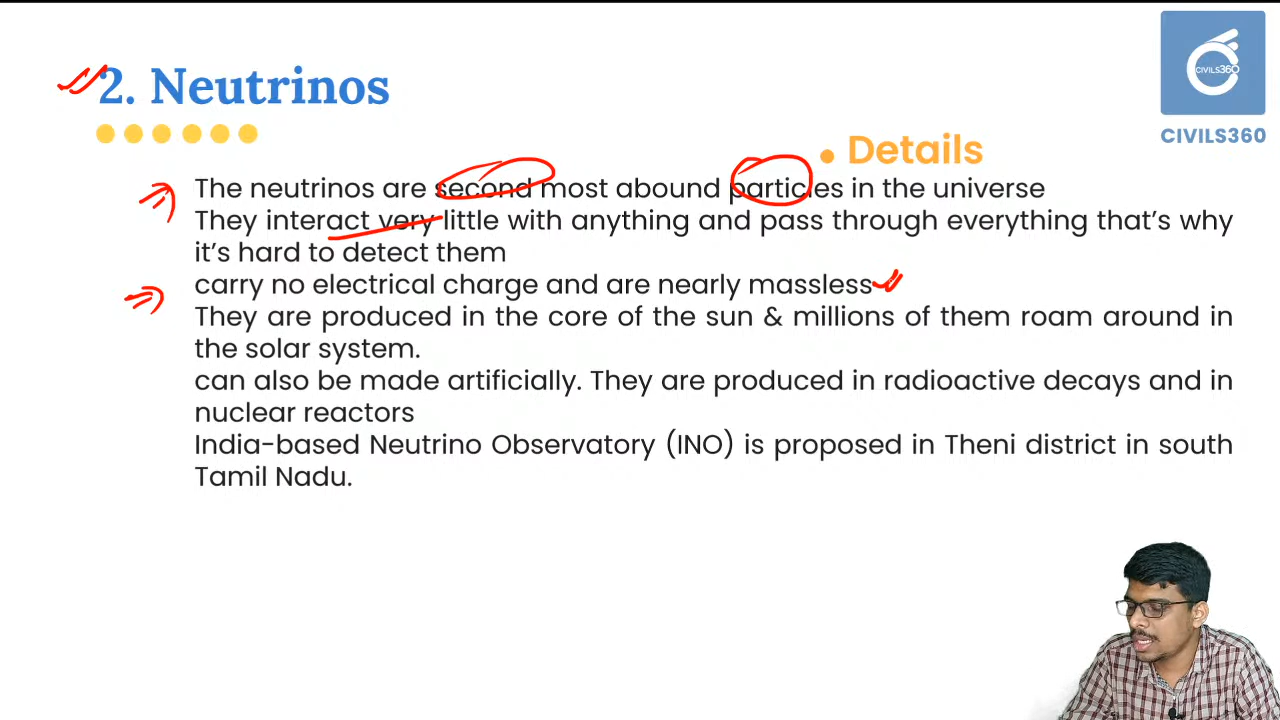 2. Neutrinos
CIVILS360
CIVILS360
• Details
The neutrinos are second most abound particles in the universe
They interact very little with anything and pass through everything that's why
it's hard to detect them
carry no electrical charge and are nearly massless
They are produced in the core of the sun & millions of them roam around in
the solar system.
can also be made artificially. They are produced in radioactive decays and in
nuclear reactors
India-based Neutrino Observatory (INO) is proposed in Theni district in south
Tamil Nadu.